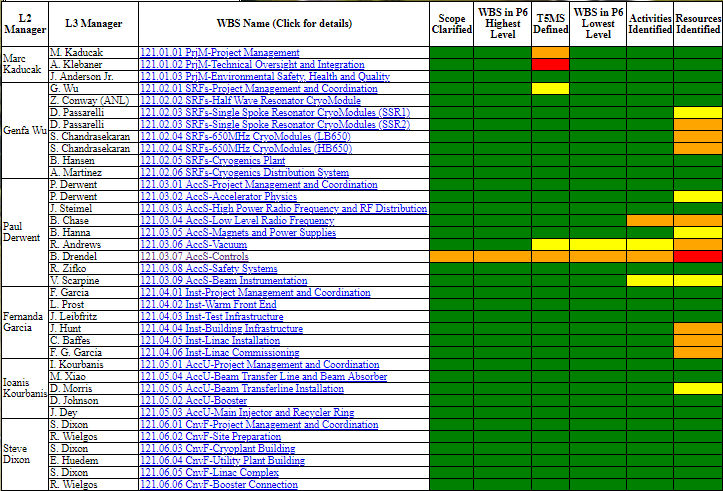 L2 Manager L3 Manager WBS Name (Click for details) Scope Clarified WBS in P6 Highest Level T5MS Defined WBS in P6 Lowest Level Activities Identified Resources Identified
Marc Kaducak
M. Kaducak 121.01.01 PrjM-Project Management
A. Klebaner 121.01.02 PrjM-Technical Oversight and Integration
J. Anderson Jr. 121.01.03 PrjM-Environmental Safety, Health and Quality
Genfa Wu
G. Wu 121.02.01 SRFs-Project Management and Coordination
Z. Conway (ANL) 121.02.02 SRFs-Half Wave Resonator CryoModule
D. Passarelli 121.02.03 SRFs-Single Spoke Resonator CryoModules (SSR1)
D. Passarelli 121.02.03 SRFs-Single Spoke Resonator CryoModules (SSR2)
S. Chandrasekaran 121.02.04 SRFs-650MHz CryoModules (LB650)
S. Chandrasekaran 121.02.04 SRFs-650MHz CryoModules (HB650)
B. Hansen 121.02.05 SRFs-Cryogenics Plant
A. Martinez 121.02.06 SRFs-Cryogenics Distribution System
Paul Derwent
P. Derwent 121.03.01 AccS-Project Management and Coordination
P. Derwent 121.03.02 AccS-Accelerator Physics
J. Steimel 121.03.03 AccS-High Power Radio Frequency and RF Distribution
B. Chase 121.03.04 AccS-Low Level Radio Frequency
B. Hanna 121.03.05 AccS-Magnets and Power Supplies
R. Andrews 121.03.06 AccS-Vacuum
B. Drendel 121.03.07 AccS-Controls
R. Zifko 121.03.08 AccS-Safety Systems
V. Scarpine 121.03.09 AccS-Beam Instrumentation
Fernanda Garcia
F. Garcia 121.04.01 Inst-Project Management and Coordination
L. Prost 121.04.02 Inst-Warm Front End
J. Leibfritz 121.04.03 Inst-Test Infrastructure
J. Hunt 121.04.04 Inst-Building Infrastructure
C. Baffes 121.04.05 Inst-Linac Installation
F. G. Garcia 121.04.06 Inst-Linac Commissioning
Ioanis Kourbanis
I. Kourbanis 121.05.01 AccU-Project Management and Coordination
M. Xiao 121.05.04 AccU-Beam Transfer Line and Beam Absorber
D. Morris 121.05.05 AccU-Beam Transferline Installation
D. Johnson 121.05.02 AccU-Booster
J. Dey 121.05.03 AccU-Main Injector and Recycler Ring
Steve Dixon
S. Dixon 121.06.01 CnvF-Project Management and Coordination
R. Wielgos 121.06.02 CnvF-Site Preparation
S. Dixon 121.06.03 CnvF-Cryoplant Building
E. Huedem 121.06.04 CnvF-Utility Plant Building
S. Dixon 121.06.05 CnvF-Linac Complex
R. Wielgos 121.06.06 CnvF-Booster Connection